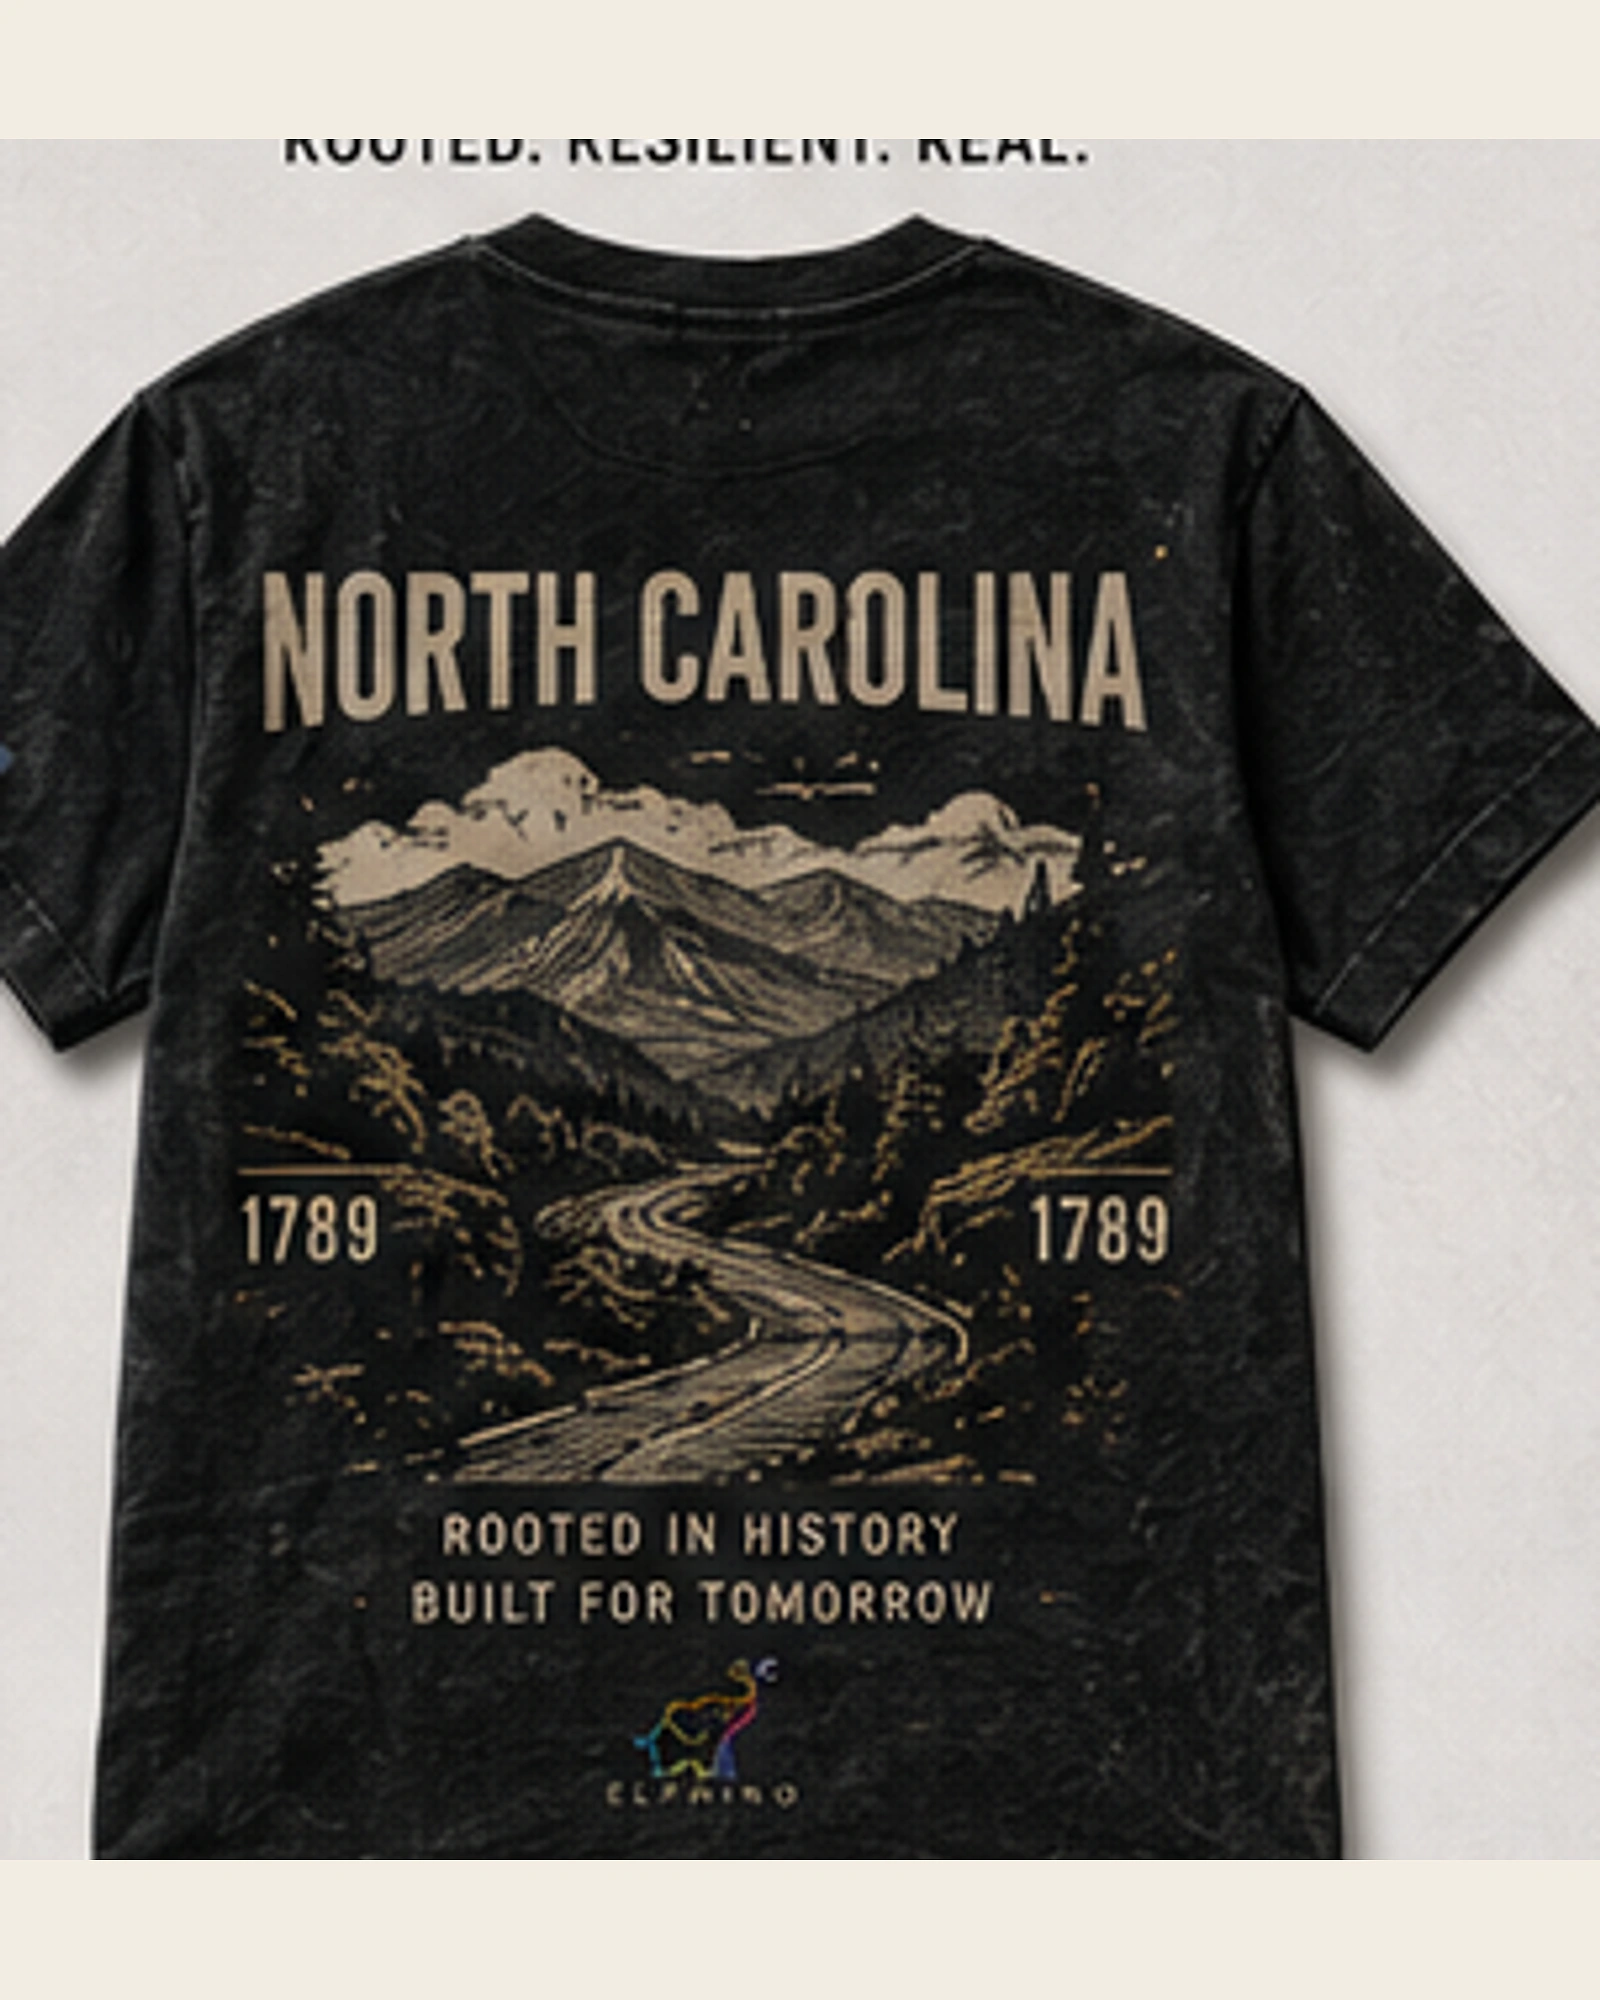 ROOTED. RESILIENT. REAL.
NORTH CAROLINA
1789 1789
ROOTED IN HISTORY
BUILT FOR TOMORROW